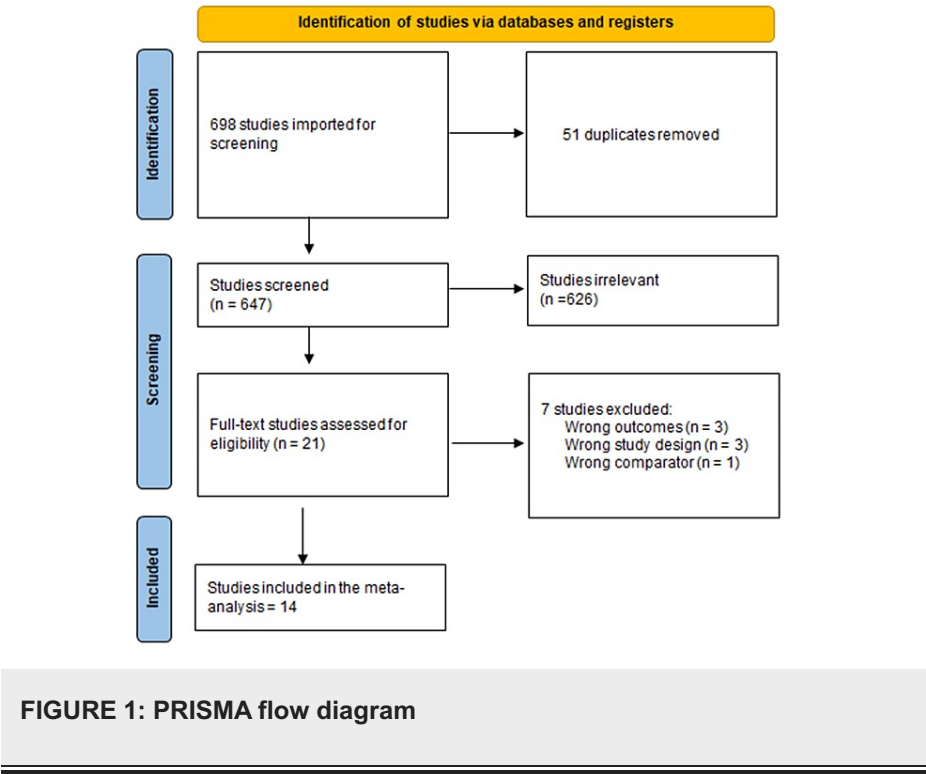 Identification of studies via databases and registers
Identification
698 studies imported for
screening
51 duplicates removed
Screening
Studies screened
(n = 647)
Studies irrelevant
(n =626)
Full-text studies assessed for
eligibility (n = 21)
7 studies excluded:
Wrong outcomes (n = 3)
Wrong study design (n = 3)
Wrong comparator (n = 1)
Included
Studies included in the meta-
analysis = 14
FIGURE 1: PRISMA flow diagram